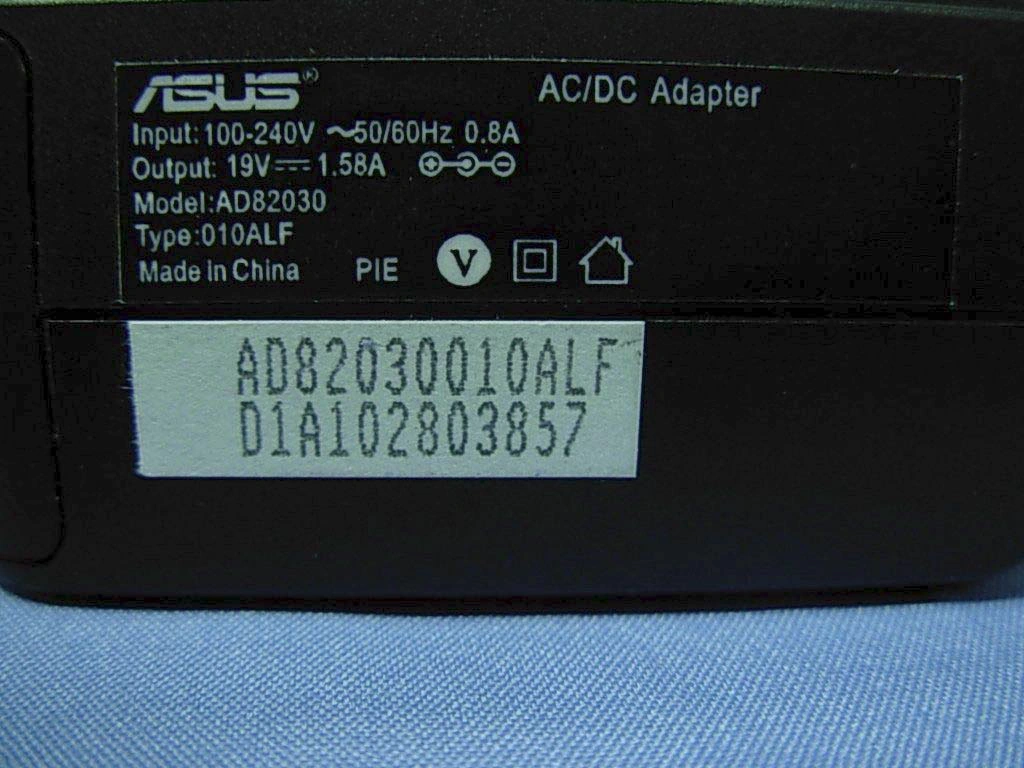 ASUS® AC/DC Adapter
Input: 100-240V ~50/60Hz 0.8A
Output: 19V⎓1.58A
Model:AD82030
Type:010ALF
Made in China PIE V
AD82030010ALF
D1A102803857